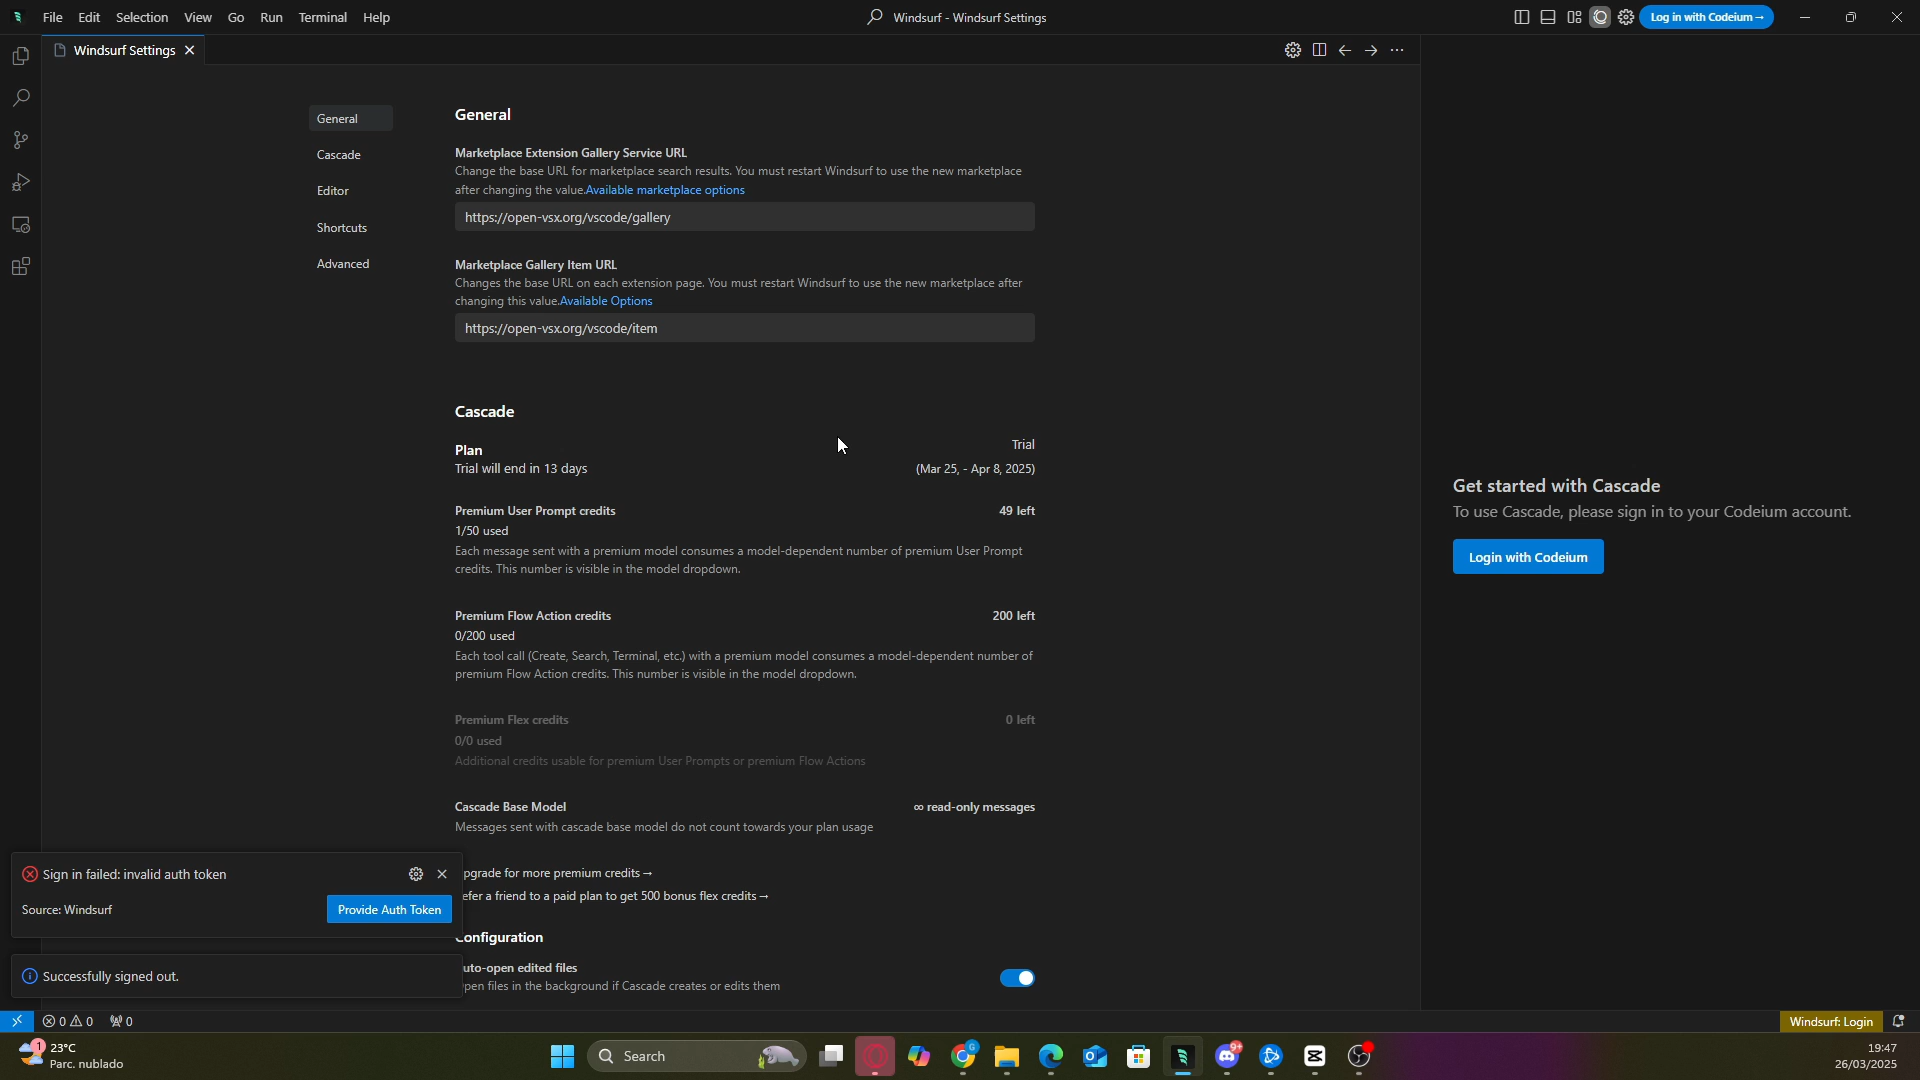 File Edit Selection View Go Run Terminal Help
Windsurf - Windsurf Settings
Log in with Codeium→
Windsurf Settings
General
Cascade
Editor
Shortcuts
Advanced
General
Marketplace Extension Gallery Service URL
Change the base URL for marketplace search results. You must restart Windsurf to use the new marketplace
after changing the value.Available marketplace options
https://open-vsx.org/vscode/gallery
Marketplace Gallery Item URL
Changes the base URL on each extension page. You must restart Windsurf to use the new marketplace after
changing this value.Available Options
https://open-vsx.org/vscode/item
Cascade
Plan Trial
Trial will end in 13 days (Mar 25, - Apr 8, 2025)
Premium User Prompt credits 49 left
1/50 used
Each message sent with a premium model consumes a model-dependent number of premium User Prompt
credits. This number is visible in the model dropdown.
Premium Flow Action credits 200 left
0/200 used
Each tool call (Create, Search, Terminal, etc.) with a premium model consumes a model-dependent number of
premium Flow Action credits. This number is visible in the model dropdown.
Premium Flex credits 0 left
0/0 used
Additional credits usable for premium User Prompts or premium Flow Actions
Cascade Base Model ∞ read-only messages
Messages sent with cascade base model do not count towards your plan usage
pgrade for more premium credits→
efer a friend to a paid plan to get 500 bonus flex credits→
Configuration
uto-open edited files
pen files in the background if Cascade creates or edits them
Get started with Cascade
To use Cascade, please sign in to your Codeium account.
Login with Codeium
Sign in failed: invalid auth token
Source: Windsurf
Provide Auth Token
Successfully signed out.
0 0 0
Windsurf: Login
1
23°C
Parc. nublado
Search
G
9+
19:47
26/03/2025